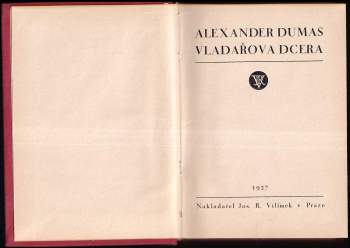 ALEXANDER DUMAS
VLADAŘOVA DCERA
1927
Nakladatel Jos. R. Vilímek v Praze